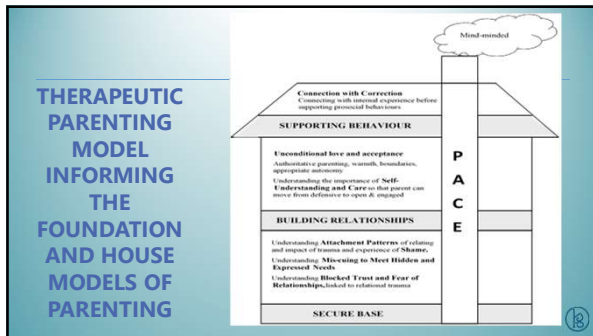 THERAPEUTIC
PARENTING
MODEL
INFORMING
THE
FOUNDATION
AND HOUSE
MODELS OF
PARENTING
Mind-minded
Connection with Correction
Connecting with internal experience before
supporting prosocial behaviours
SUPPORTING BEHAVIOUR
Unconditional love and acceptance
Authoritative parenting, warmth, boundaries,
appropriate autonomy
Understanding the importance of Self-
Understanding and Care so that parent can
move from defensive to open & engaged
BUILDING RELATIONSHIPS
Understanding Attachment Patterns of relating
and impact of trauma and experience of Shame.
Understanding Mis-cuing to Meet Hidden and
Expressed Needs
Understanding Blocked Trust and Fear of
Relationships, linked to relational trauma
SECURE BASE
P
A
C
E